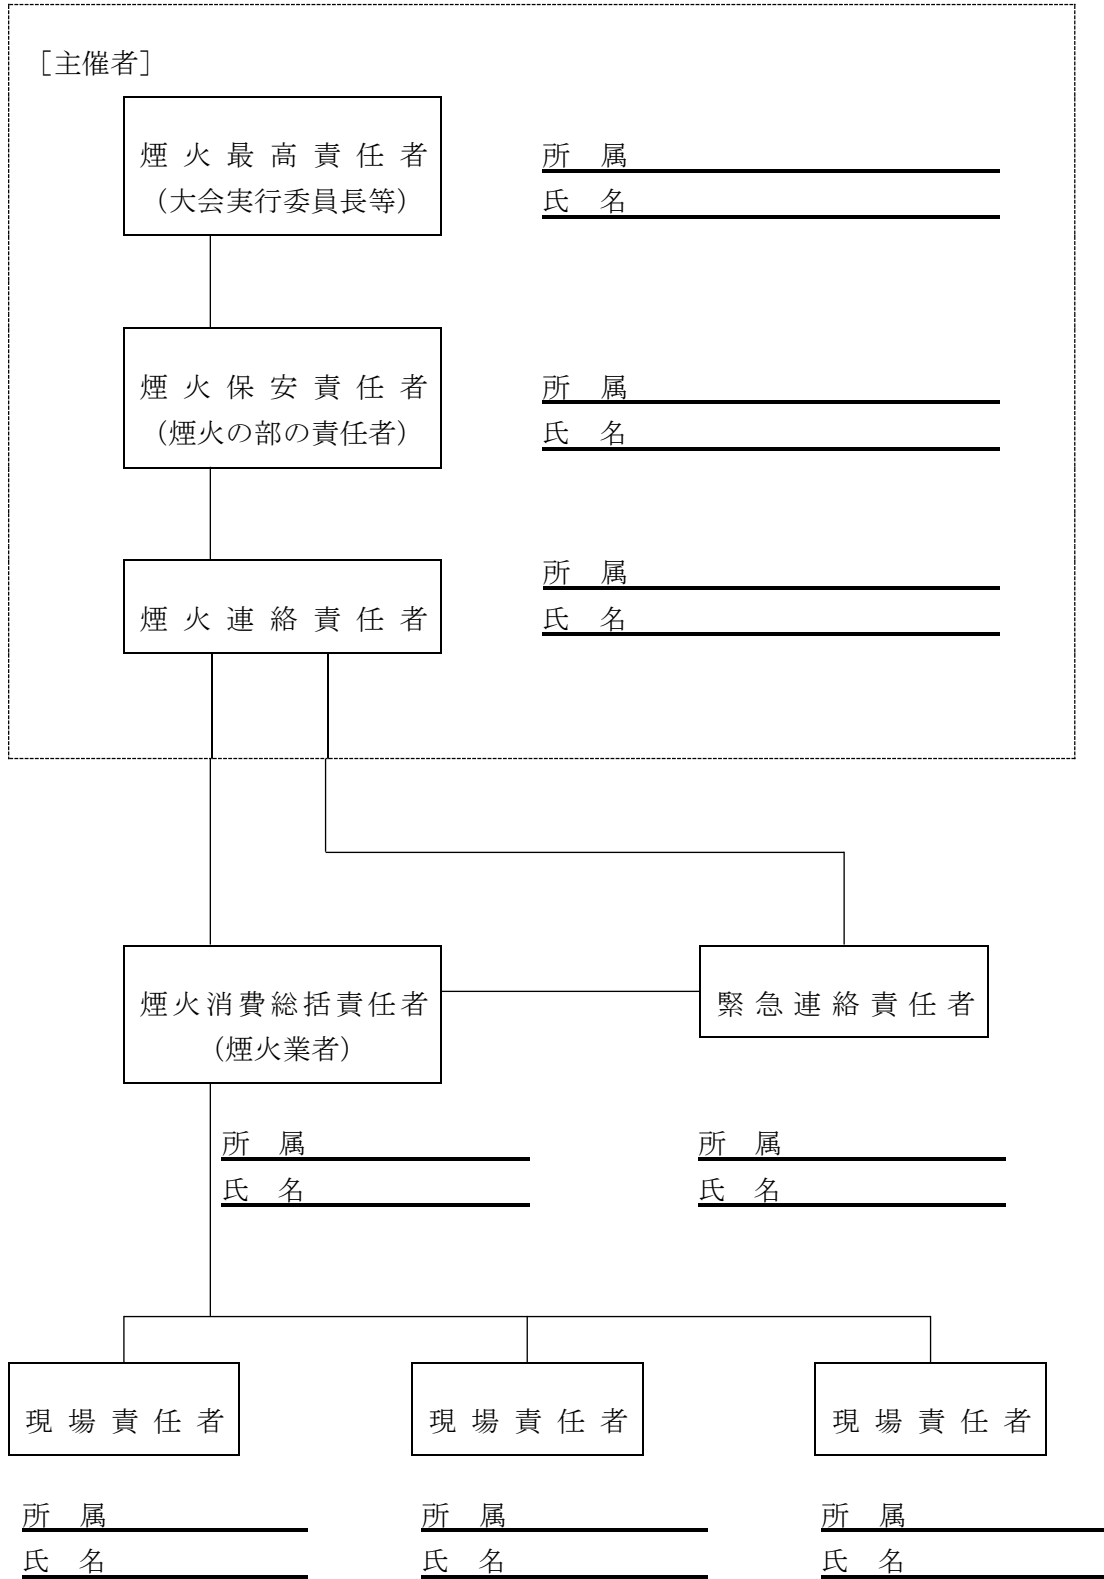 ［主催者］
煙火最高責任者
（大会実行委員長等）
所　属
氏　名
煙火保安責任者
（煙火の部の責任者）
所　属
氏　名
煙火連絡責任者
所　属
氏　名
煙火消費総括責任者
（煙火業者）
緊急連絡責任者
所　属
所　属
氏　名
氏　名
現場責任者
現場責任者
現場責任者
所　属
所　属
所　属
氏　名
氏　名
氏　名